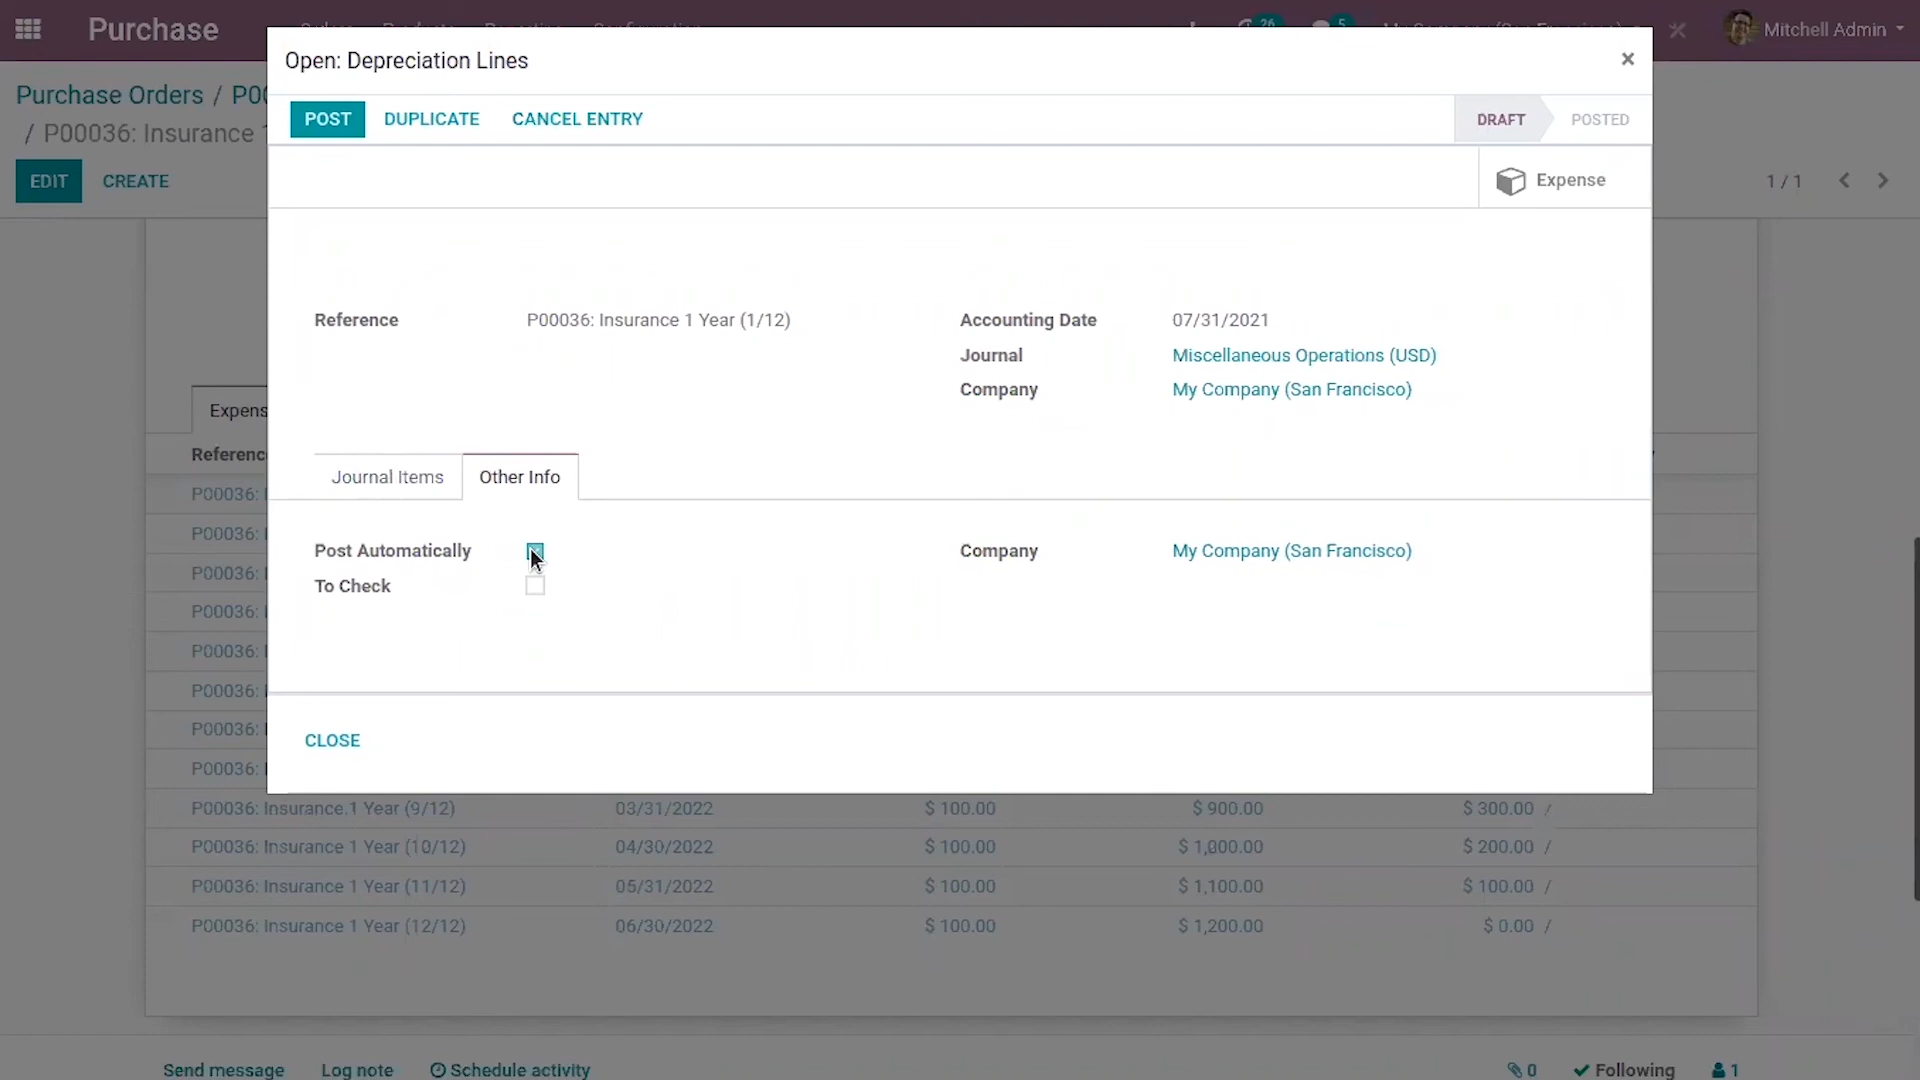 Purchase
26
5
Mitchell Admin
Open: Depreciation Lines
×
Purchase Orders / P00
/ P00036: Insurance 1
POST DUPLICATE CANCEL ENTRY
DRAFT POSTED
EDIT CREATE
Expense
1 / 1
Reference P00036: Insurance 1 Year (1/12)
Accounting Date 07/31/2021
Journal Miscellaneous Operations (USD)
Company My Company (San Francisco)
Expens
Referenc
Journal Items Other Info
P00036:
P00036:
P00036:
P00036:
P00036:
P00036:
P00036:
P00036:
Post Automatically
Company My Company (San Francisco)
To Check
CLOSE
P00036: Insurance 1 Year (9/12) 03/31/2022 $ 100.00 $ 900.00 $ 300.00 /
P00036: Insurance 1 Year (10/12) 04/30/2022 $ 100.00 $ 1,000.00 $ 200.00 /
P00036: Insurance 1 Year (11/12) 05/31/2022 $ 100.00 $ 1,100.00 $ 100.00 /
P00036: Insurance 1 Year (12/12) 06/30/2022 $ 100.00 $ 1,200.00 $ 0.00 /
Send message Log note Schedule activity
0 Following 1